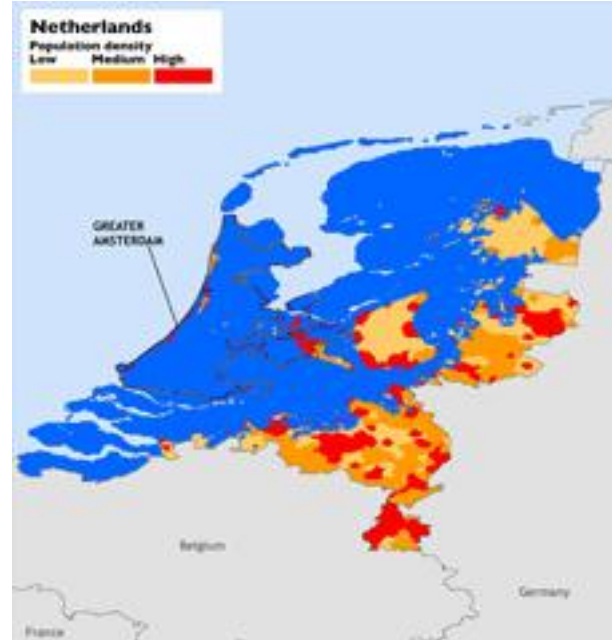 Netherlands
Population density
Low Medium High
GREATER
AMSTERDAM
Belgium
Germany
France